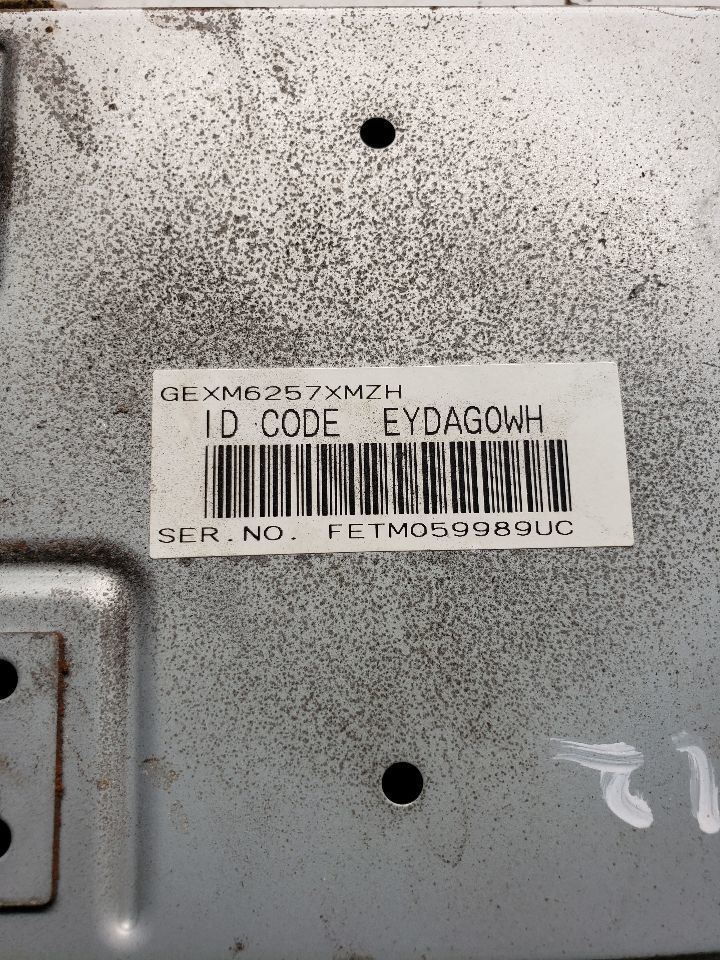 GEXM6257XMZH
ID CODE EYDAGOWH
SER.NO. FETM059989UC